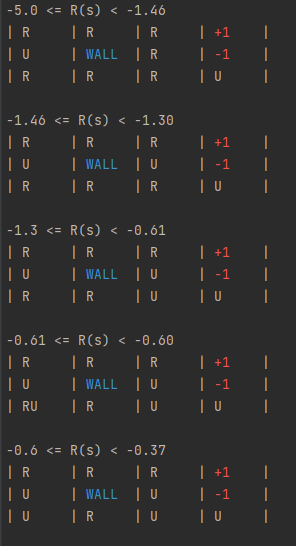 -5.0 <= R(s) < -1.46
| R | R | R | +1 |
| U | WALL | R | -1 |
| R | R | R | U |
-1.46 <= R(s) < -1.30
| R | R | R | +1 |
| U | WALL | U | -1 |
| R | R | R | U |
-1.3 <= R(s) < -0.61
| R | R | R | +1 |
| U | WALL | U | -1 |
| R | R | U | U |
-0.61 <= R(s) < -0.60
| R | R | R | +1 |
| U | WALL | U | -1 |
| RU | R | U | U |
-0.6 <= R(s) < -0.37
| R | R | R | +1 |
| U | WALL | U | -1 |
| U | R | U | U |